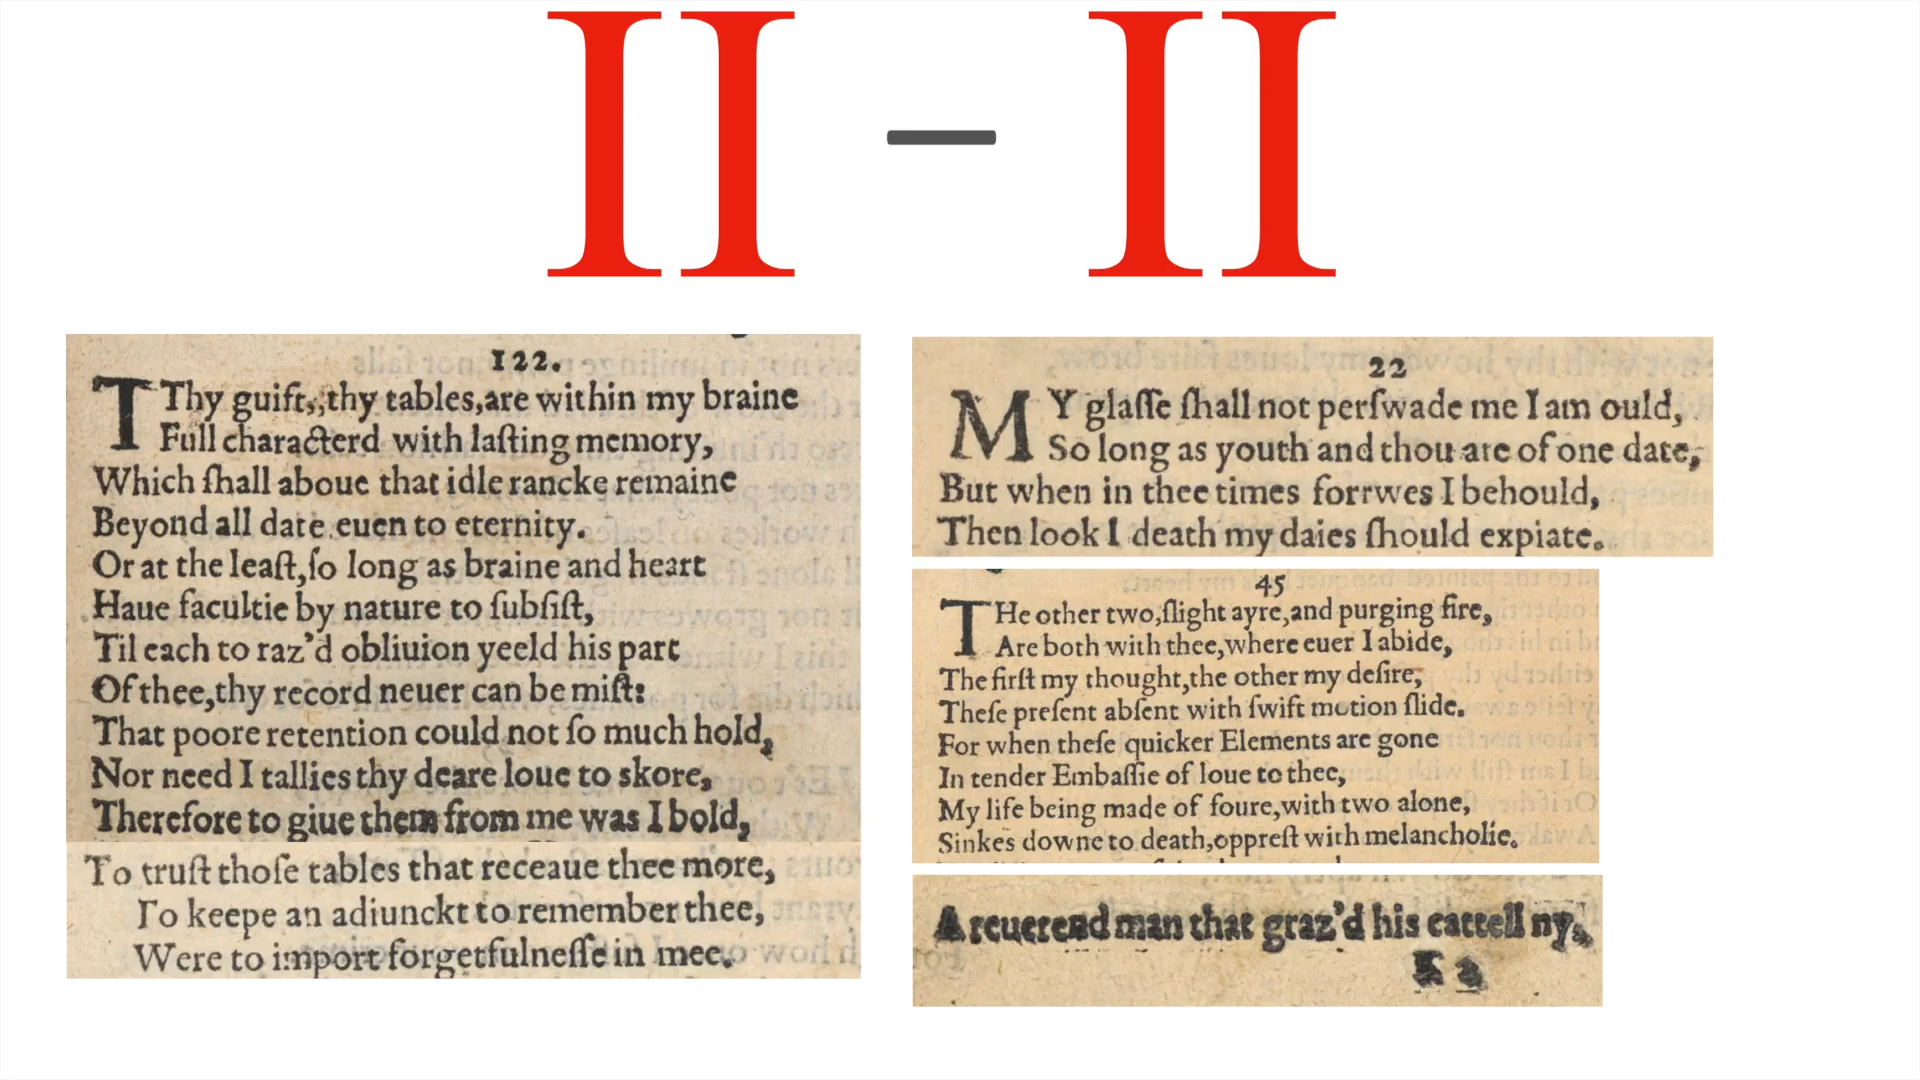 II – II
122.
TThy guift,,thy tables,are within my braine
Full characterd with laſting memory,
Which ſhall aboue that idle rancke remaine
Beyond all date euen to eternity.
Or at the leaſt,ſo long as braine and heart
Haue facultie by nature to ſubſiſt,
Til each to raz'd obliuion yeeld his part
Of thee,thy record neuer can be miſt:
That poore retention could not ſo much hold,
Nor need I tallies thy deare loue to skore,
Therefore to giue them from me was I bold,
To truſt thoſe tables that receaue thee more,
To keepe an adiunckt to remember thee,
Were to import forgetfulneſſe in mee.
22
MY glaſſe ſhall not perſwade me I am ould,
So long as youth and thou are of one date,
But when in thee times forrwes I behould,
Then look I death my daies ſhould expiate.
45
THe other two,ſlight ayre,and purging fire,
Are both with thee,where euer I abide,
The firſt my thought,the other my deſire,
Theſe preſent abſent with ſwift motion ſlide.
For when theſe quicker Elements are gone
In tender Embaſſie of loue to thee,
My life being made of foure,with two alone,
Sinkes downe to death,oppreſt with melancholie.
A reuerend man that graz'd his cattell ny,
K 2